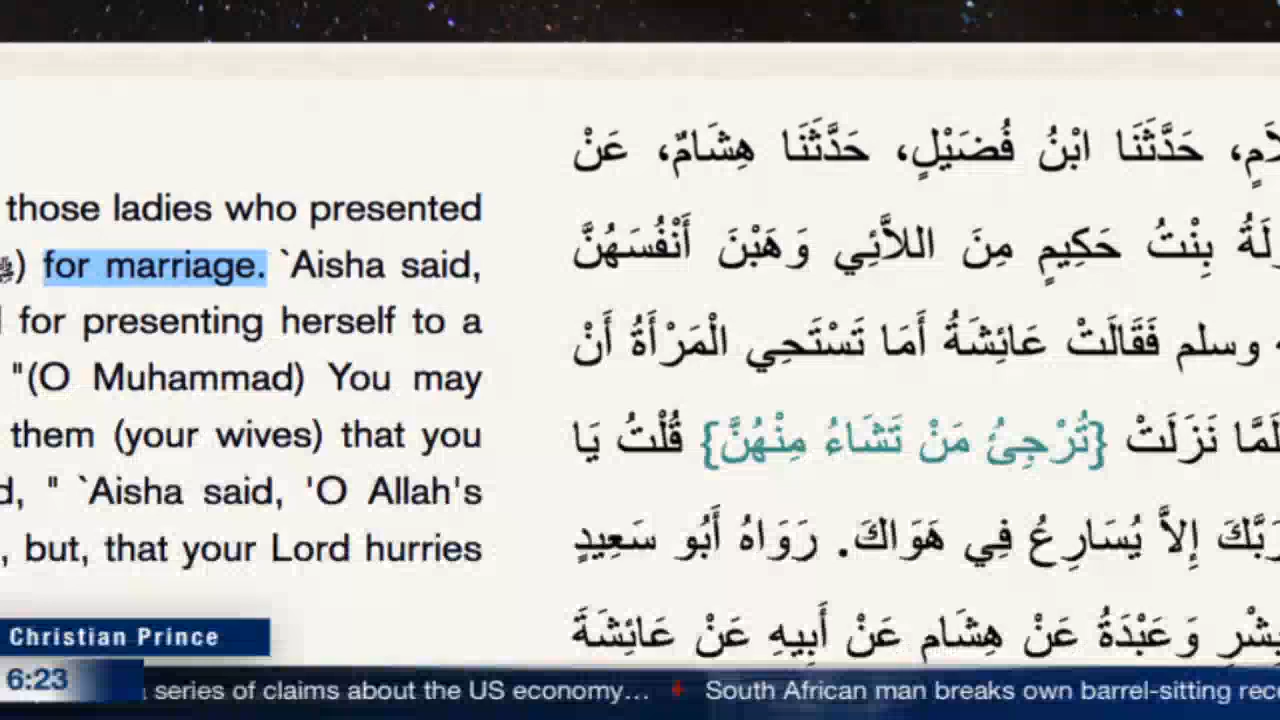 those ladies who presented
) for marriage. `Aisha said,
for presenting herself to a
"(O Muhammad) You may
them (your wives) that you
d, " `Aisha said, 'O Allah's
, but, that your Lord hurries
حَدَّثَنَا ابْنُ فُضَيْلٍ، حَدَّثَنَا هِشَامٌ، عَنْ
بِنْتُ حَكِيمٍ مِنَ اللاَّئِي وَهَبْنَ أَنْفُسَهُنَّ
وسلم فَقَالَتْ عَائِشَةُ أَمَا تَسْتَحِي الْمَرْأَةُ أَنْ
نَزَلَتْ {تُرْجِئُ مَنْ تَشَاءُ مِنْهُنَّ} قُلْتُ يَا
رَبَّكَ إِلاَّ يُسَارِعُ فِي هَوَاكَ. رَوَاهُ أَبُو سَعِيدٍ
وَعَبْدَةُ عَنْ هِشَامٍ عَنْ أَبِيهِ عَنْ عَائِشَةَ
Christian Prince
6:23
series of claims about the US economy... South African man breaks own barrel-sitting rec